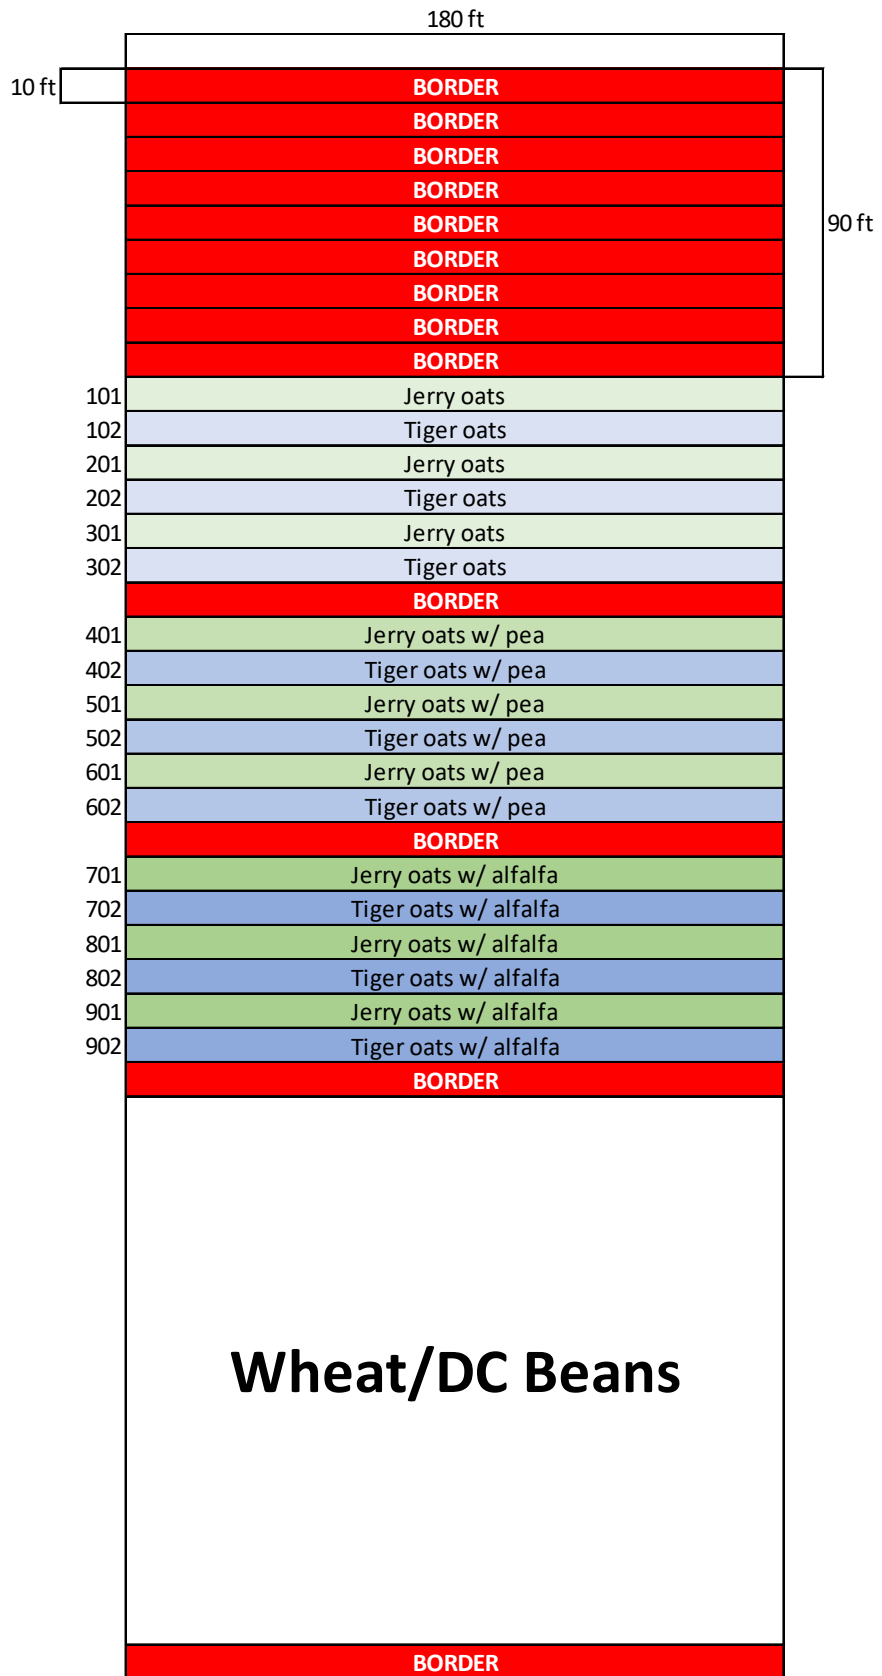 180 ft
10 ft
BORDER
BORDER
BORDER
BORDER
BORDER
90 ft
BORDER
BORDER
BORDER
BORDER
101 Jerry oats
102 Tiger oats
201 Jerry oats
202 Tiger oats
301 Jerry oats
302 Tiger oats
BORDER
401 Jerry oats w/ pea
402 Tiger oats w/ pea
501 Jerry oats w/ pea
502 Tiger oats w/ pea
601 Jerry oats w/ pea
602 Tiger oats w/ pea
BORDER
701 Jerry oats w/ alfalfa
702 Tiger oats w/ alfalfa
801 Jerry oats w/ alfalfa
802 Tiger oats w/ alfalfa
901 Jerry oats w/ alfalfa
902 Tiger oats w/ alfalfa
BORDER
Wheat/DC Beans
BORDER